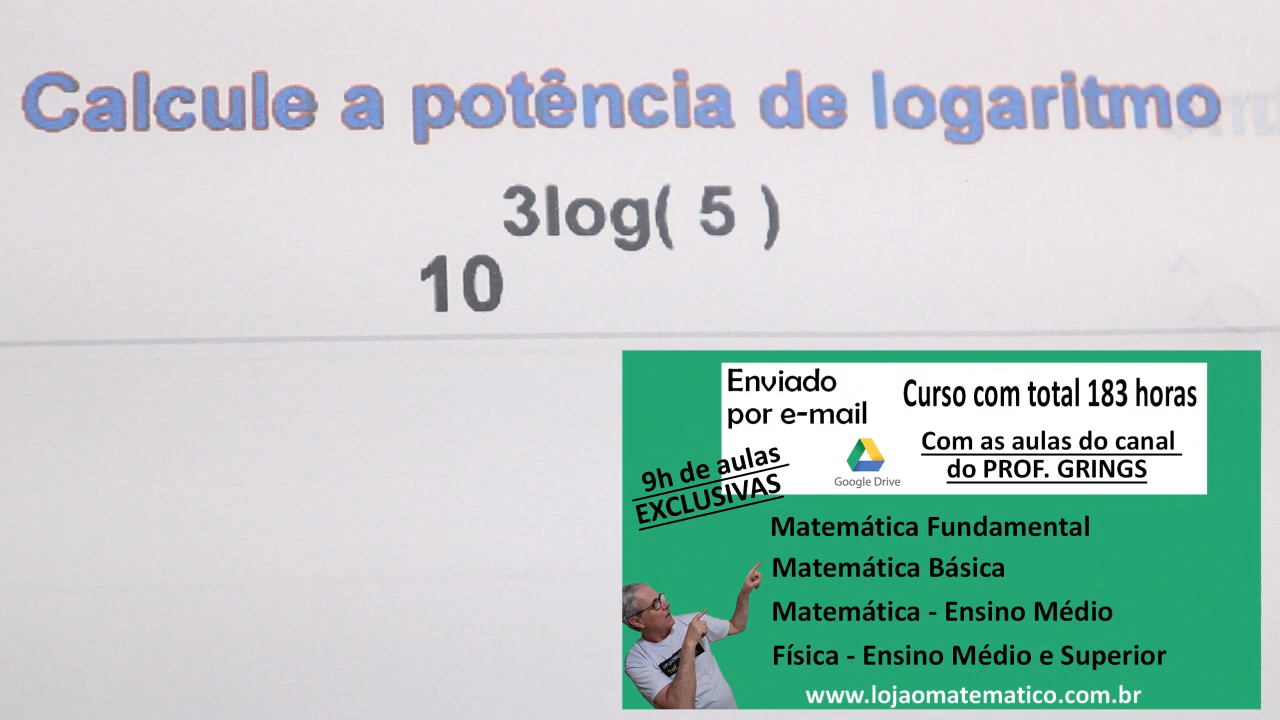 Calcule a potência de logaritmo
3log( 5 )
10
Enviado
por e-mail
Curso com total 183 horas
Com as aulas do canal
do PROF. GRINGS
Google Drive
9h de aulas
EXCLUSIVAS
Matemática Fundamental
Matemática Básica
Matemática - Ensino Médio
Física - Ensino Médio e Superior
www.lojaomatematico.com.br